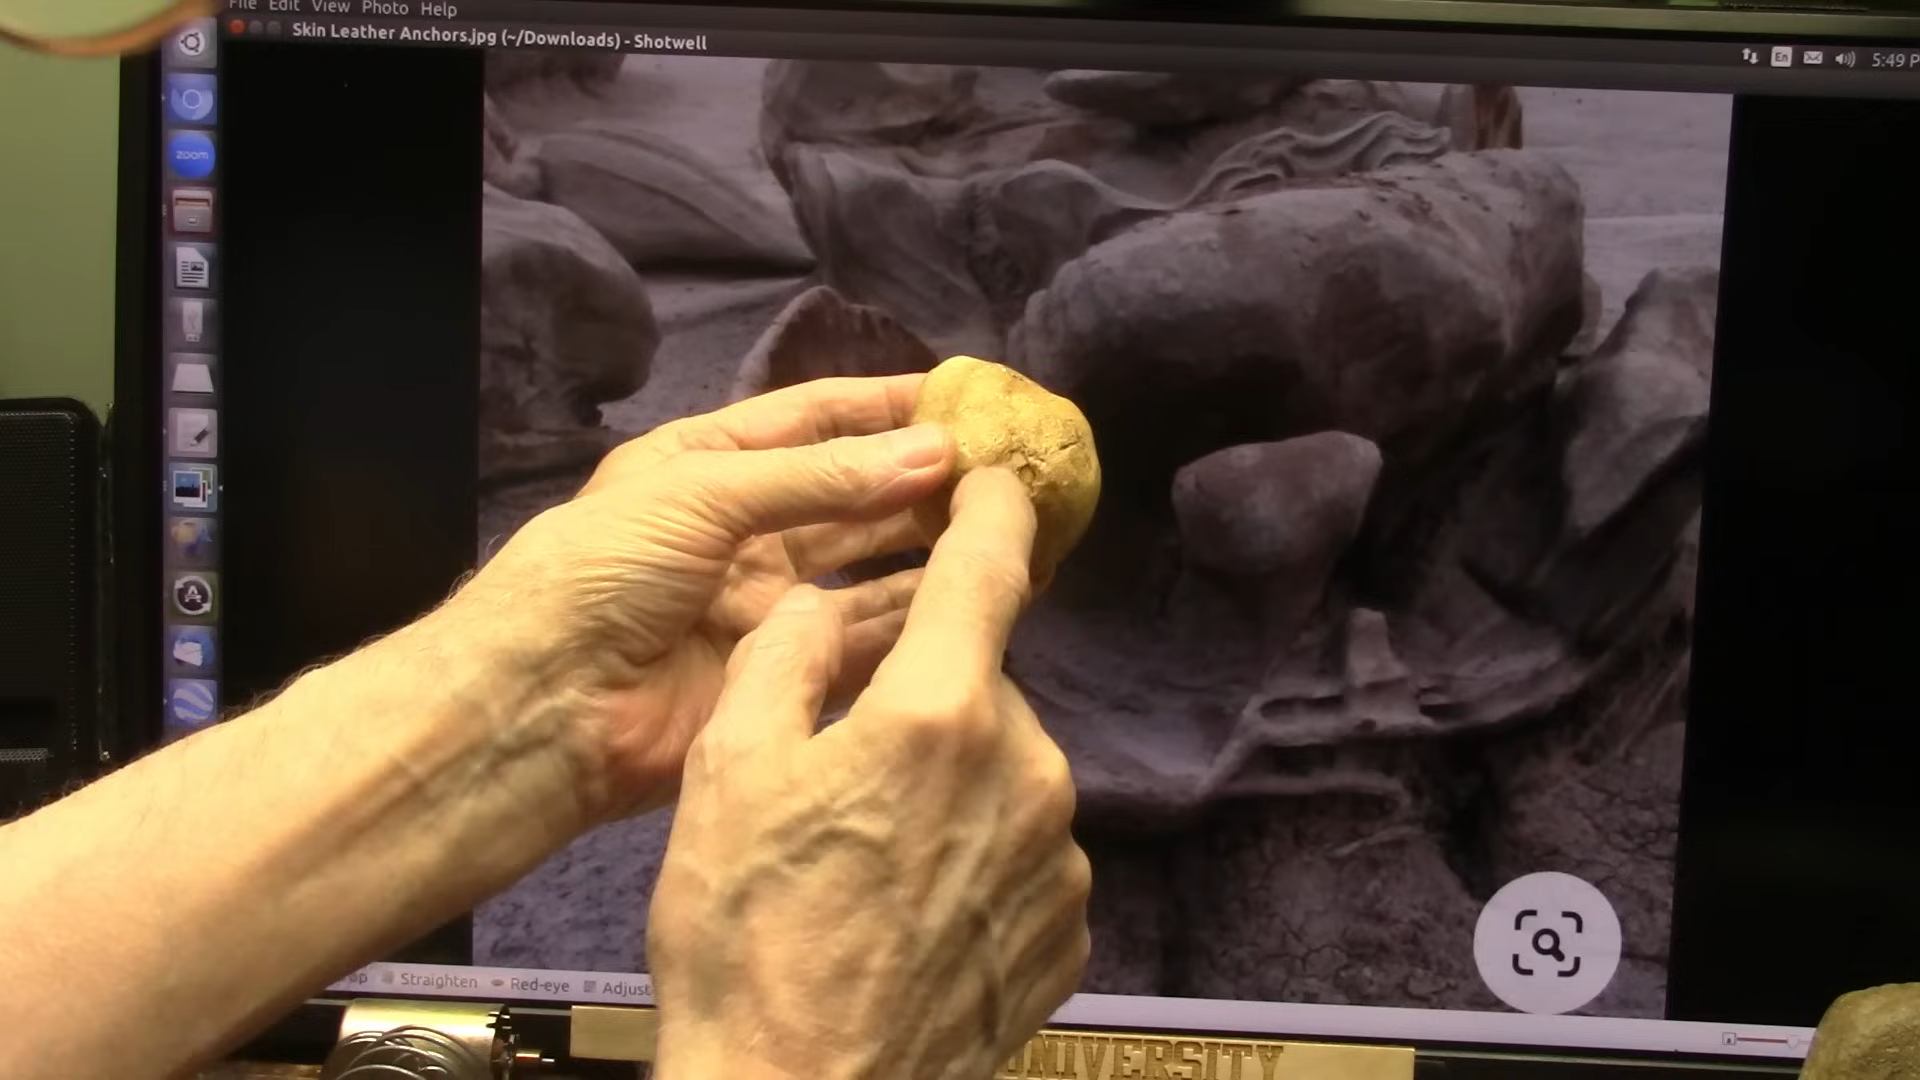 File Edit View Photo Help
Skin Leather Anchors.jpg (~/Downloads) - Shotwell
En
5:49 P
zoom
Straighten
Red-eye
Adjust
UNIVERSITY